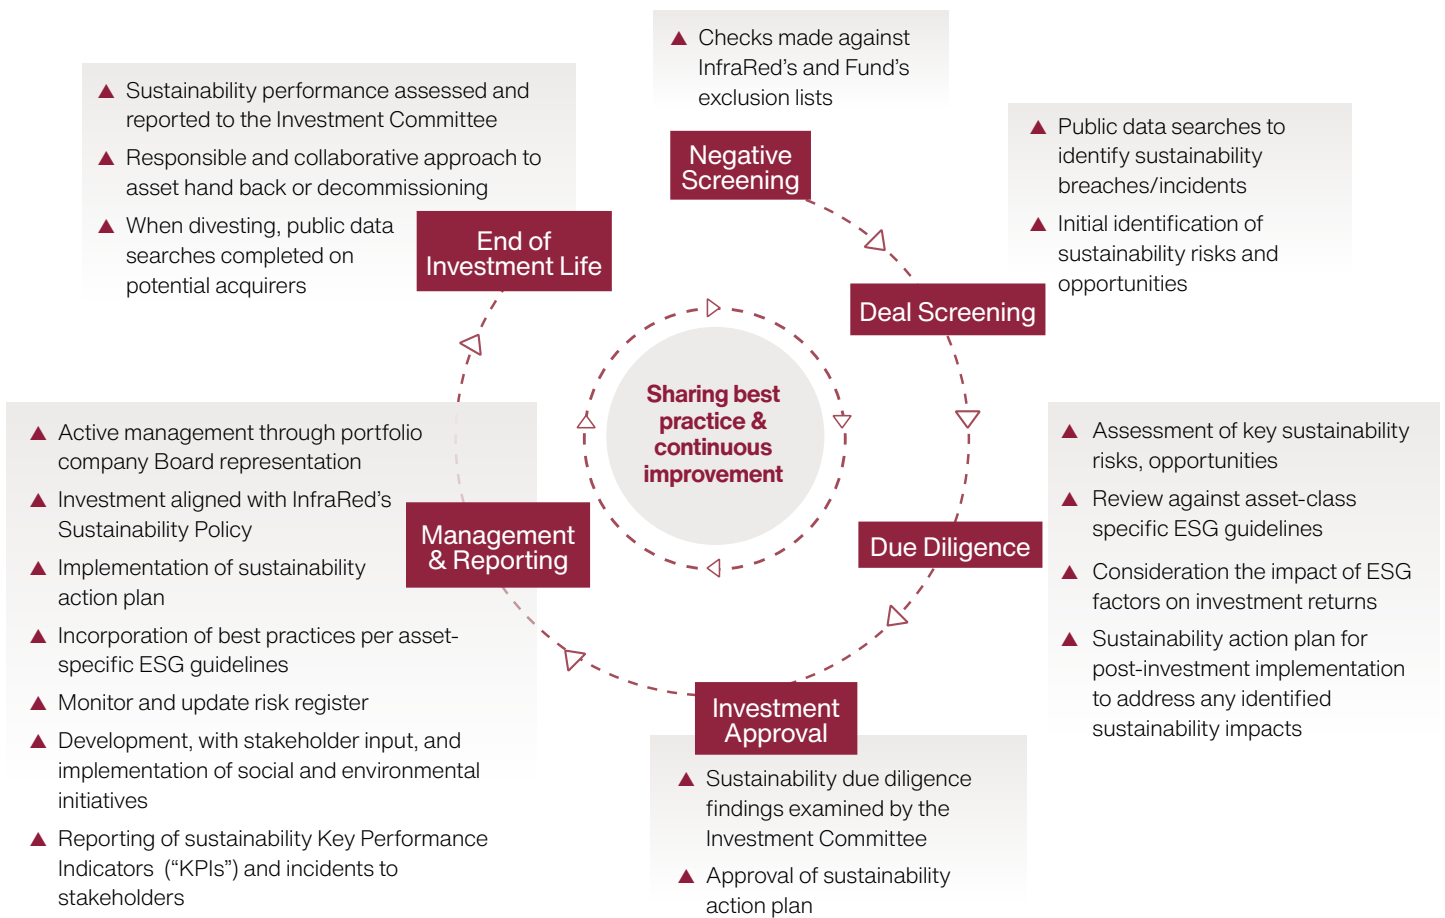 ▲ Checks made against
InfraRed's and Fund's
exclusion lists
Negative
Screening
▲ Public data searches to
identify sustainability
breaches/incidents
▲ Initial identification of
sustainability risks and
opportunities
Deal Screening
▲ Assessment of key sustainability
risks, opportunities
▲ Review against asset-class
specific ESG guidelines
▲ Consideration the impact of ESG
factors on investment returns
▲ Sustainability action plan for
post-investment implementation
to address any identified
sustainability impacts
Due Diligence
Investment
Approval
▲ Sustainability due diligence
findings examined by the
Investment Committee
▲ Approval of sustainability
action plan
Management
& Reporting
▲ Active management through portfolio
company Board representation
▲ Investment aligned with InfraRed's
Sustainability Policy
▲ Implementation of sustainability
action plan
▲ Incorporation of best practices per asset-
specific ESG guidelines
▲ Monitor and update risk register
▲ Development, with stakeholder input, and
implementation of social and environmental
initiatives
▲ Reporting of sustainability Key Performance
Indicators (“KPIs”) and incidents to
stakeholders
▲ Sustainability performance assessed and
reported to the Investment Committee
▲ Responsible and collaborative approach to
asset hand back or decommissioning
▲ When divesting, public data
searches completed on
potential acquirers
End of
Investment Life
Sharing best
practice &
continuous
improvement